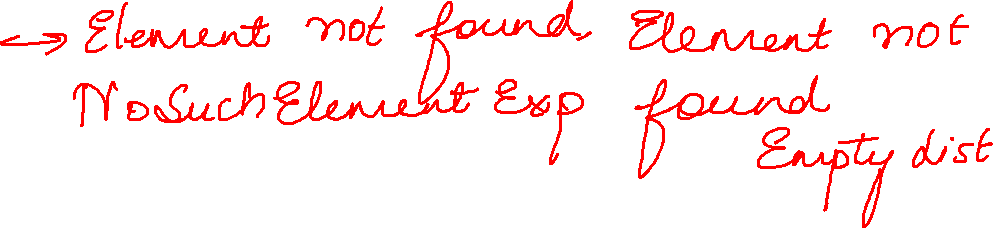 ↔ Element not found, Element not
NoSuchElement Exp found
Empty list